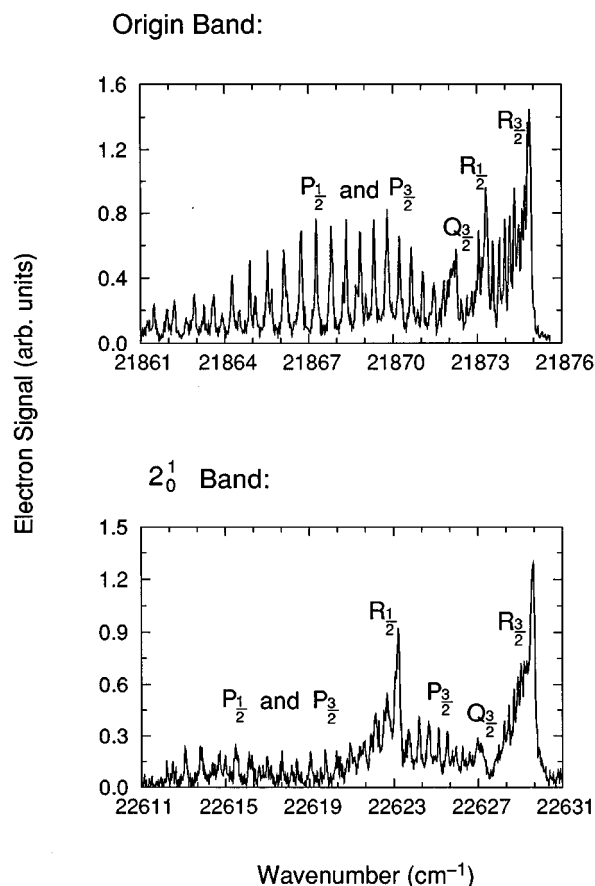 Origin Band:
Electron Signal (arb. units)
1.6
1.2
0.8
0.4
0.0
P1/2 and P3/2
Q3/2
R1/2
R3/2
21861 21864 21867 21870 21873 21876
2¹₀ Band:
1.5
1.2
0.9
0.6
0.3
0.0
P1/2 and P3/2
R1/2
P3/2
Q3/2
R3/2
22611 22615 22619 22623 22627 22631
Wavenumber (cm⁻¹)